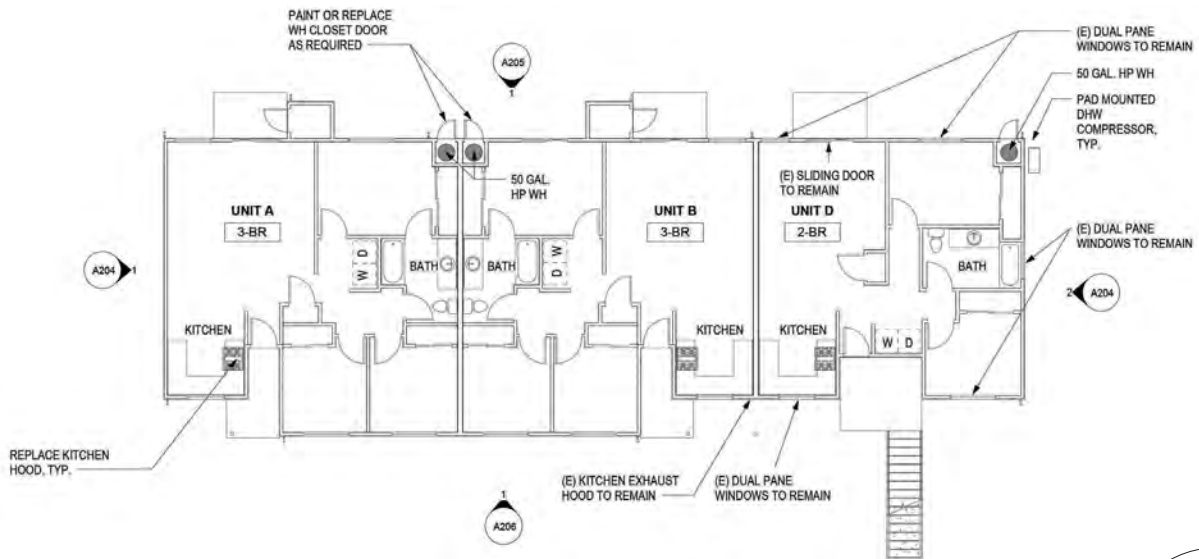 PAINT OR REPLACE
WH CLOSET DOOR
AS REQUIRED
A205
1
(E) DUAL PANE
WINDOWS TO REMAIN
50 GAL. HP WH
PAD MOUNTED
DHW
COMPRESSOR,
TYP.
50 GAL.
HP WH
(E) SLIDING DOOR
TO REMAIN
UNIT A
3-BR
UNIT B
3-BR
UNIT D
2-BR
(E) DUAL PANE
WINDOWS TO REMAIN
A204 1
W D
BATH
BATH
D W
BATH
2 A204
KITCHEN
KITCHEN
KITCHEN
W D
REPLACE KITCHEN
HOOD, TYP.
(E) KITCHEN EXHAUST
HOOD TO REMAIN
(E) DUAL PANE
WINDOWS TO REMAIN
1
A206